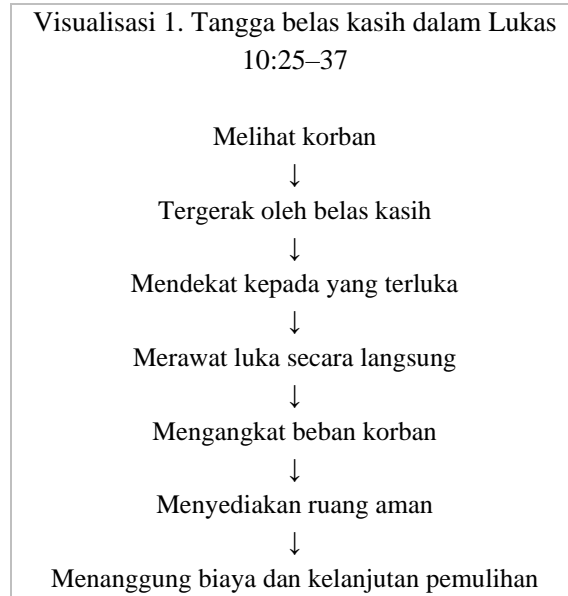 Visualisasi 1. Tangga belas kasih dalam Lukas
10:25–37
Melihat korban
↓
Tergerak oleh belas kasih
↓
Mendekat kepada yang terluka
↓
Merawat luka secara langsung
↓
Mengangkat beban korban
↓
Menyediakan ruang aman
↓
Menanggung biaya dan kelanjutan pemulihan